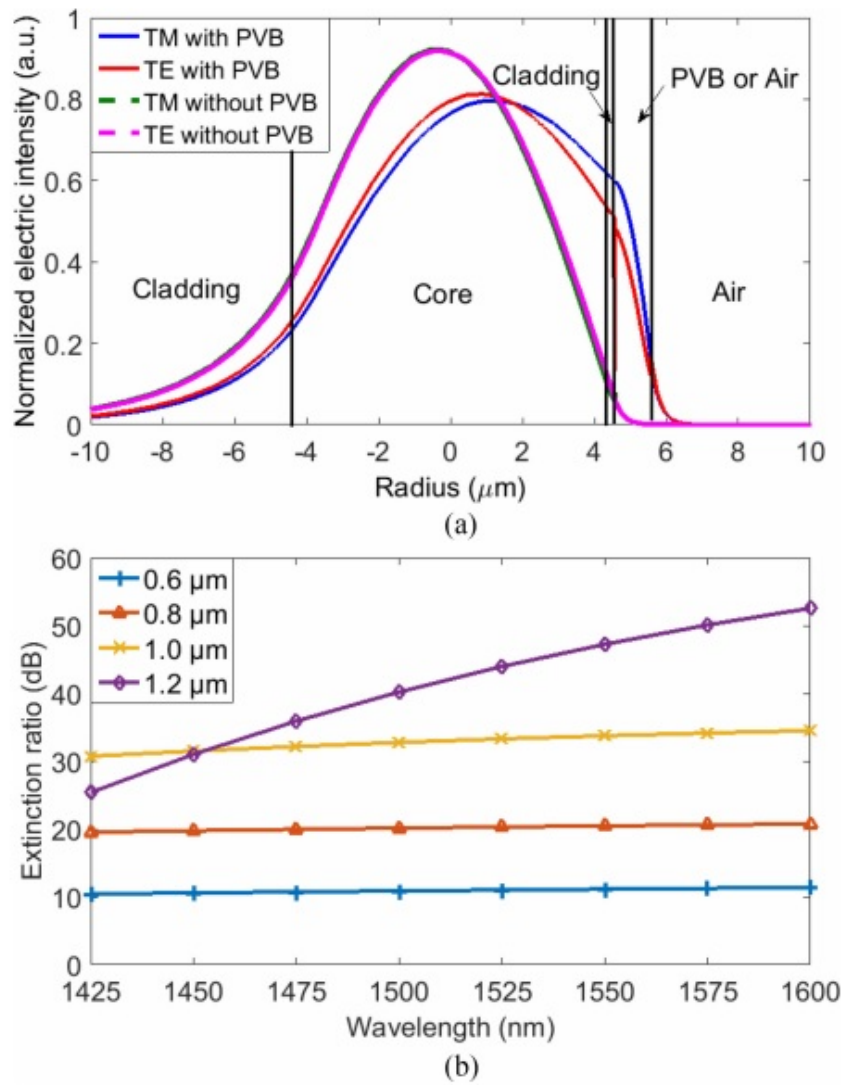 Normalized electric intensity (a.u.)
1
0.8
0.6
0.4
0.2
0
TM with PVB
TE with PVB
TM without PVB
TE without PVB
Cladding
PVB or Air
Cladding
Core
Air
-10 -8 -6 -4 -2 0 2 4 6 8 10
Radius (μm)
(a)
Extinction ratio (dB)
60
50
40
30
20
10
0
0.6 μm
0.8 μm
1.0 μm
1.2 μm
1425 1450 1475 1500 1525 1550 1575 1600
Wavelength (nm)
(b)